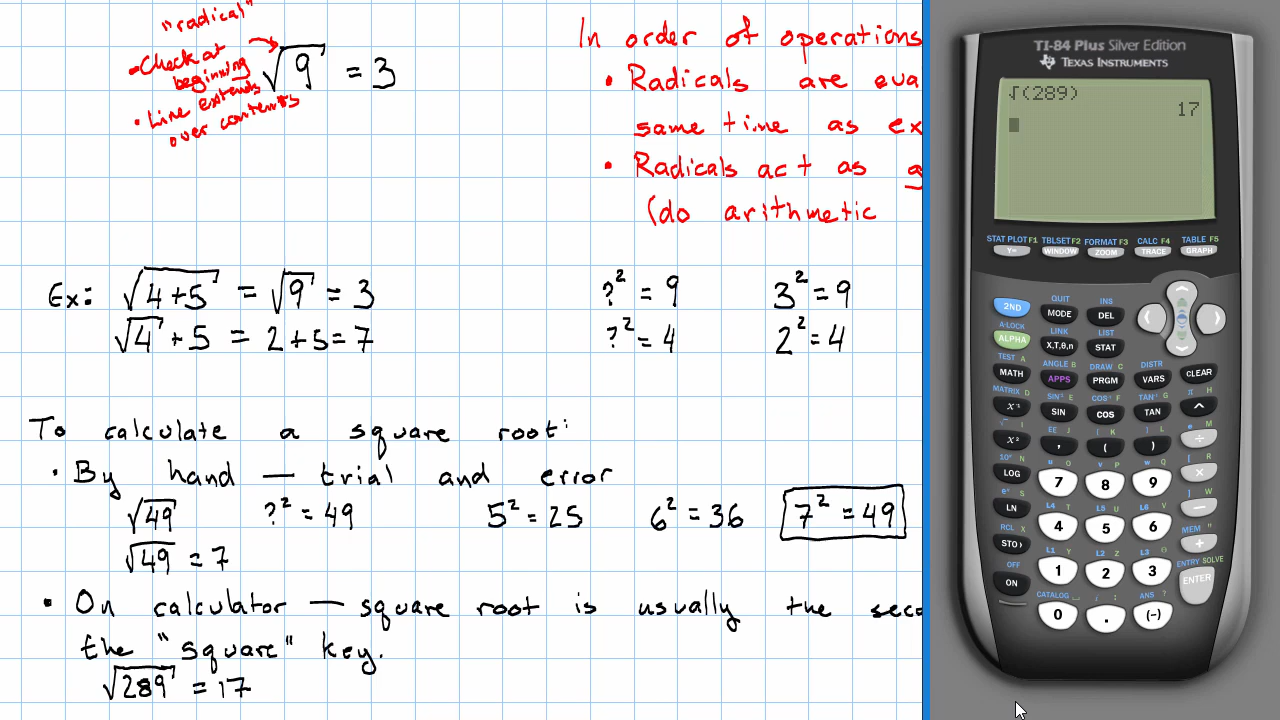 "radical"
• Check at
beginning
• Line extends
over contents
√9 = 3
In order of operations
• Radicals are eva
same time as ex
• Radicals act as g
(do arithmetic
Ex: √(4+5) = √9 = 3
√4 + 5 = 2+5=7
?² = 9 3² = 9
?² = 4 2² = 4
To calculate a square root:
• By hand — trial and error
√49 ?² = 49 5² = 25 6² = 36 7² = 49
√49 = 7
• On calculator — square root is usually the seco
the "square" key.
√289 = 17
TI-84 Plus Silver Edition
TEXAS INSTRUMENTS
√(289)
17
STAT PLOT F1 TBLSET F2 FORMAT F3 CALC F4 TABLE F5
Y= WINDOW ZOOM TRACE GRAPH
QUIT INS
2ND MODE DEL
A-LOCK LINK LIST
ALPHA X,T,θ,n STAT
TEST A ANGLE B DRAW C DISTR
MATH APPS PRGM VARS CLEAR
MATRIX D SIN⁻¹ E COS⁻¹ F TAN⁻¹ G π H
x⁻¹ SIN COS TAN ^
I EE J { K } L e M
x² , ( ) ÷
10ˣ N u O v P w Q [ R
LOG 7 8 9 ×
eˣ S L4 T L5 U L6 V ] W
LN 4 5 6 −
RCL X L1 Y L2 Z L3 θ MEM "
STO› 1 2 3 +
OFF CATALOG ⎵ i : ANS ? ENTRY SOLVE
ON 0 . (−) ENTER